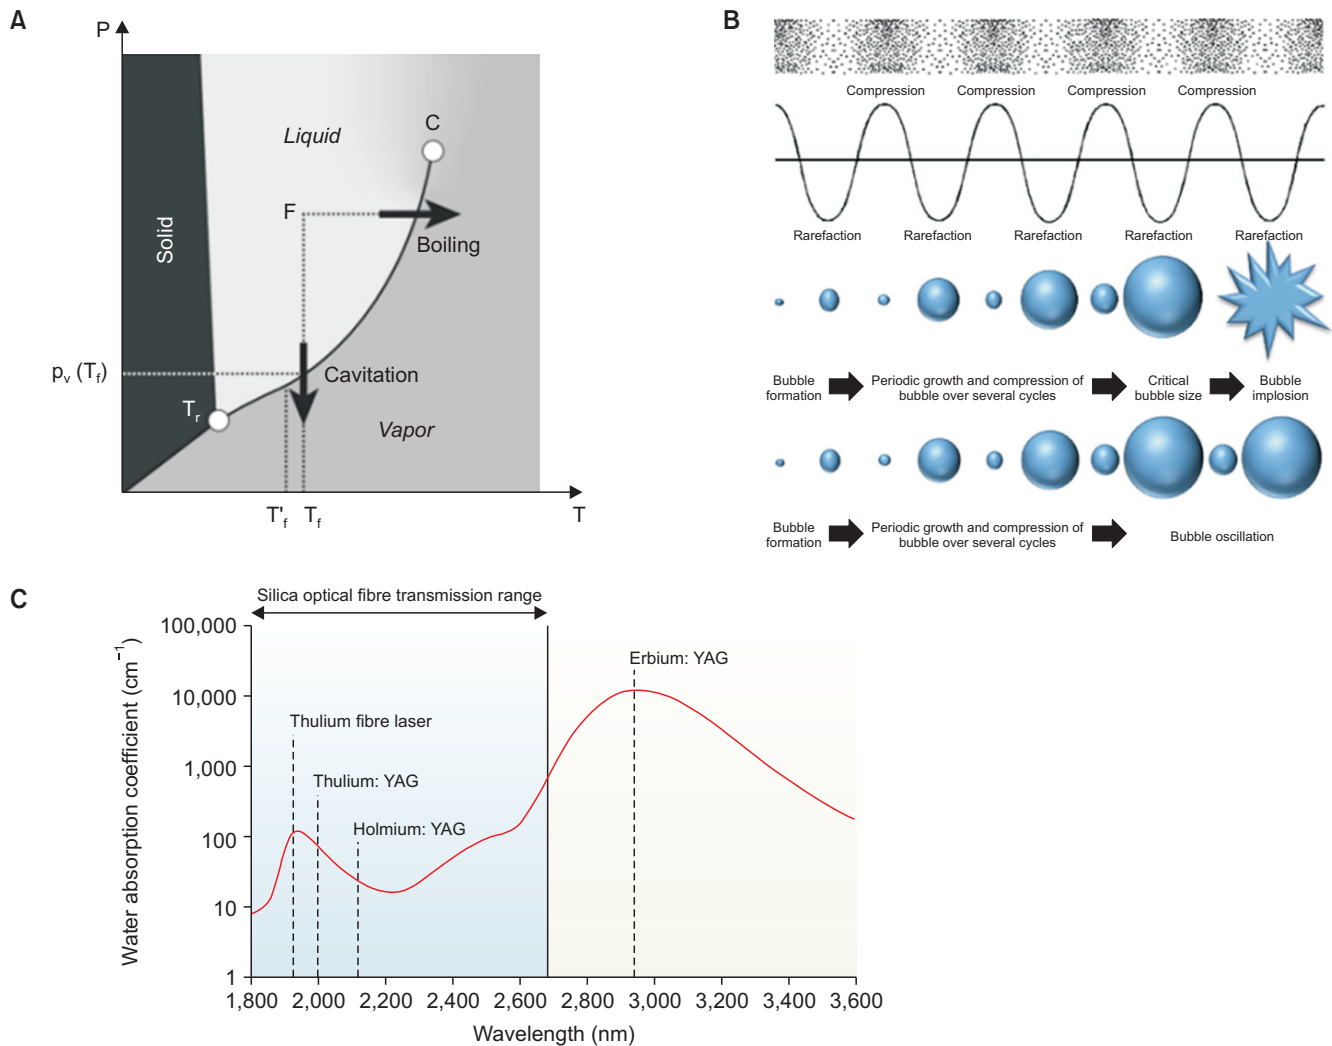 A
P
Liquid
C
F
Boiling
Solid
pv (Tf)
Cavitation
Tr
Vapor
T'f
Tf
T
B
Compression
Compression
Compression
Compression
Rarefaction
Rarefaction
Rarefaction
Rarefaction
Rarefaction
Bubble
formation
Periodic growth and compression of
bubble over several cycles
Critical
bubble size
Bubble
implosion
Bubble
formation
Periodic growth and compression of
bubble over several cycles
Bubble oscillation
C
Silica optical fibre transmission range
Water absorption coefficient (cm⁻¹)
100,000
10,000
1,000
100
10
1
Erbium: YAG
Thulium fibre laser
Thulium: YAG
Holmium: YAG
1,800
2,000
2,200
2,400
2,600
2,800
3,000
3,200
3,400
3,600
Wavelength (nm)